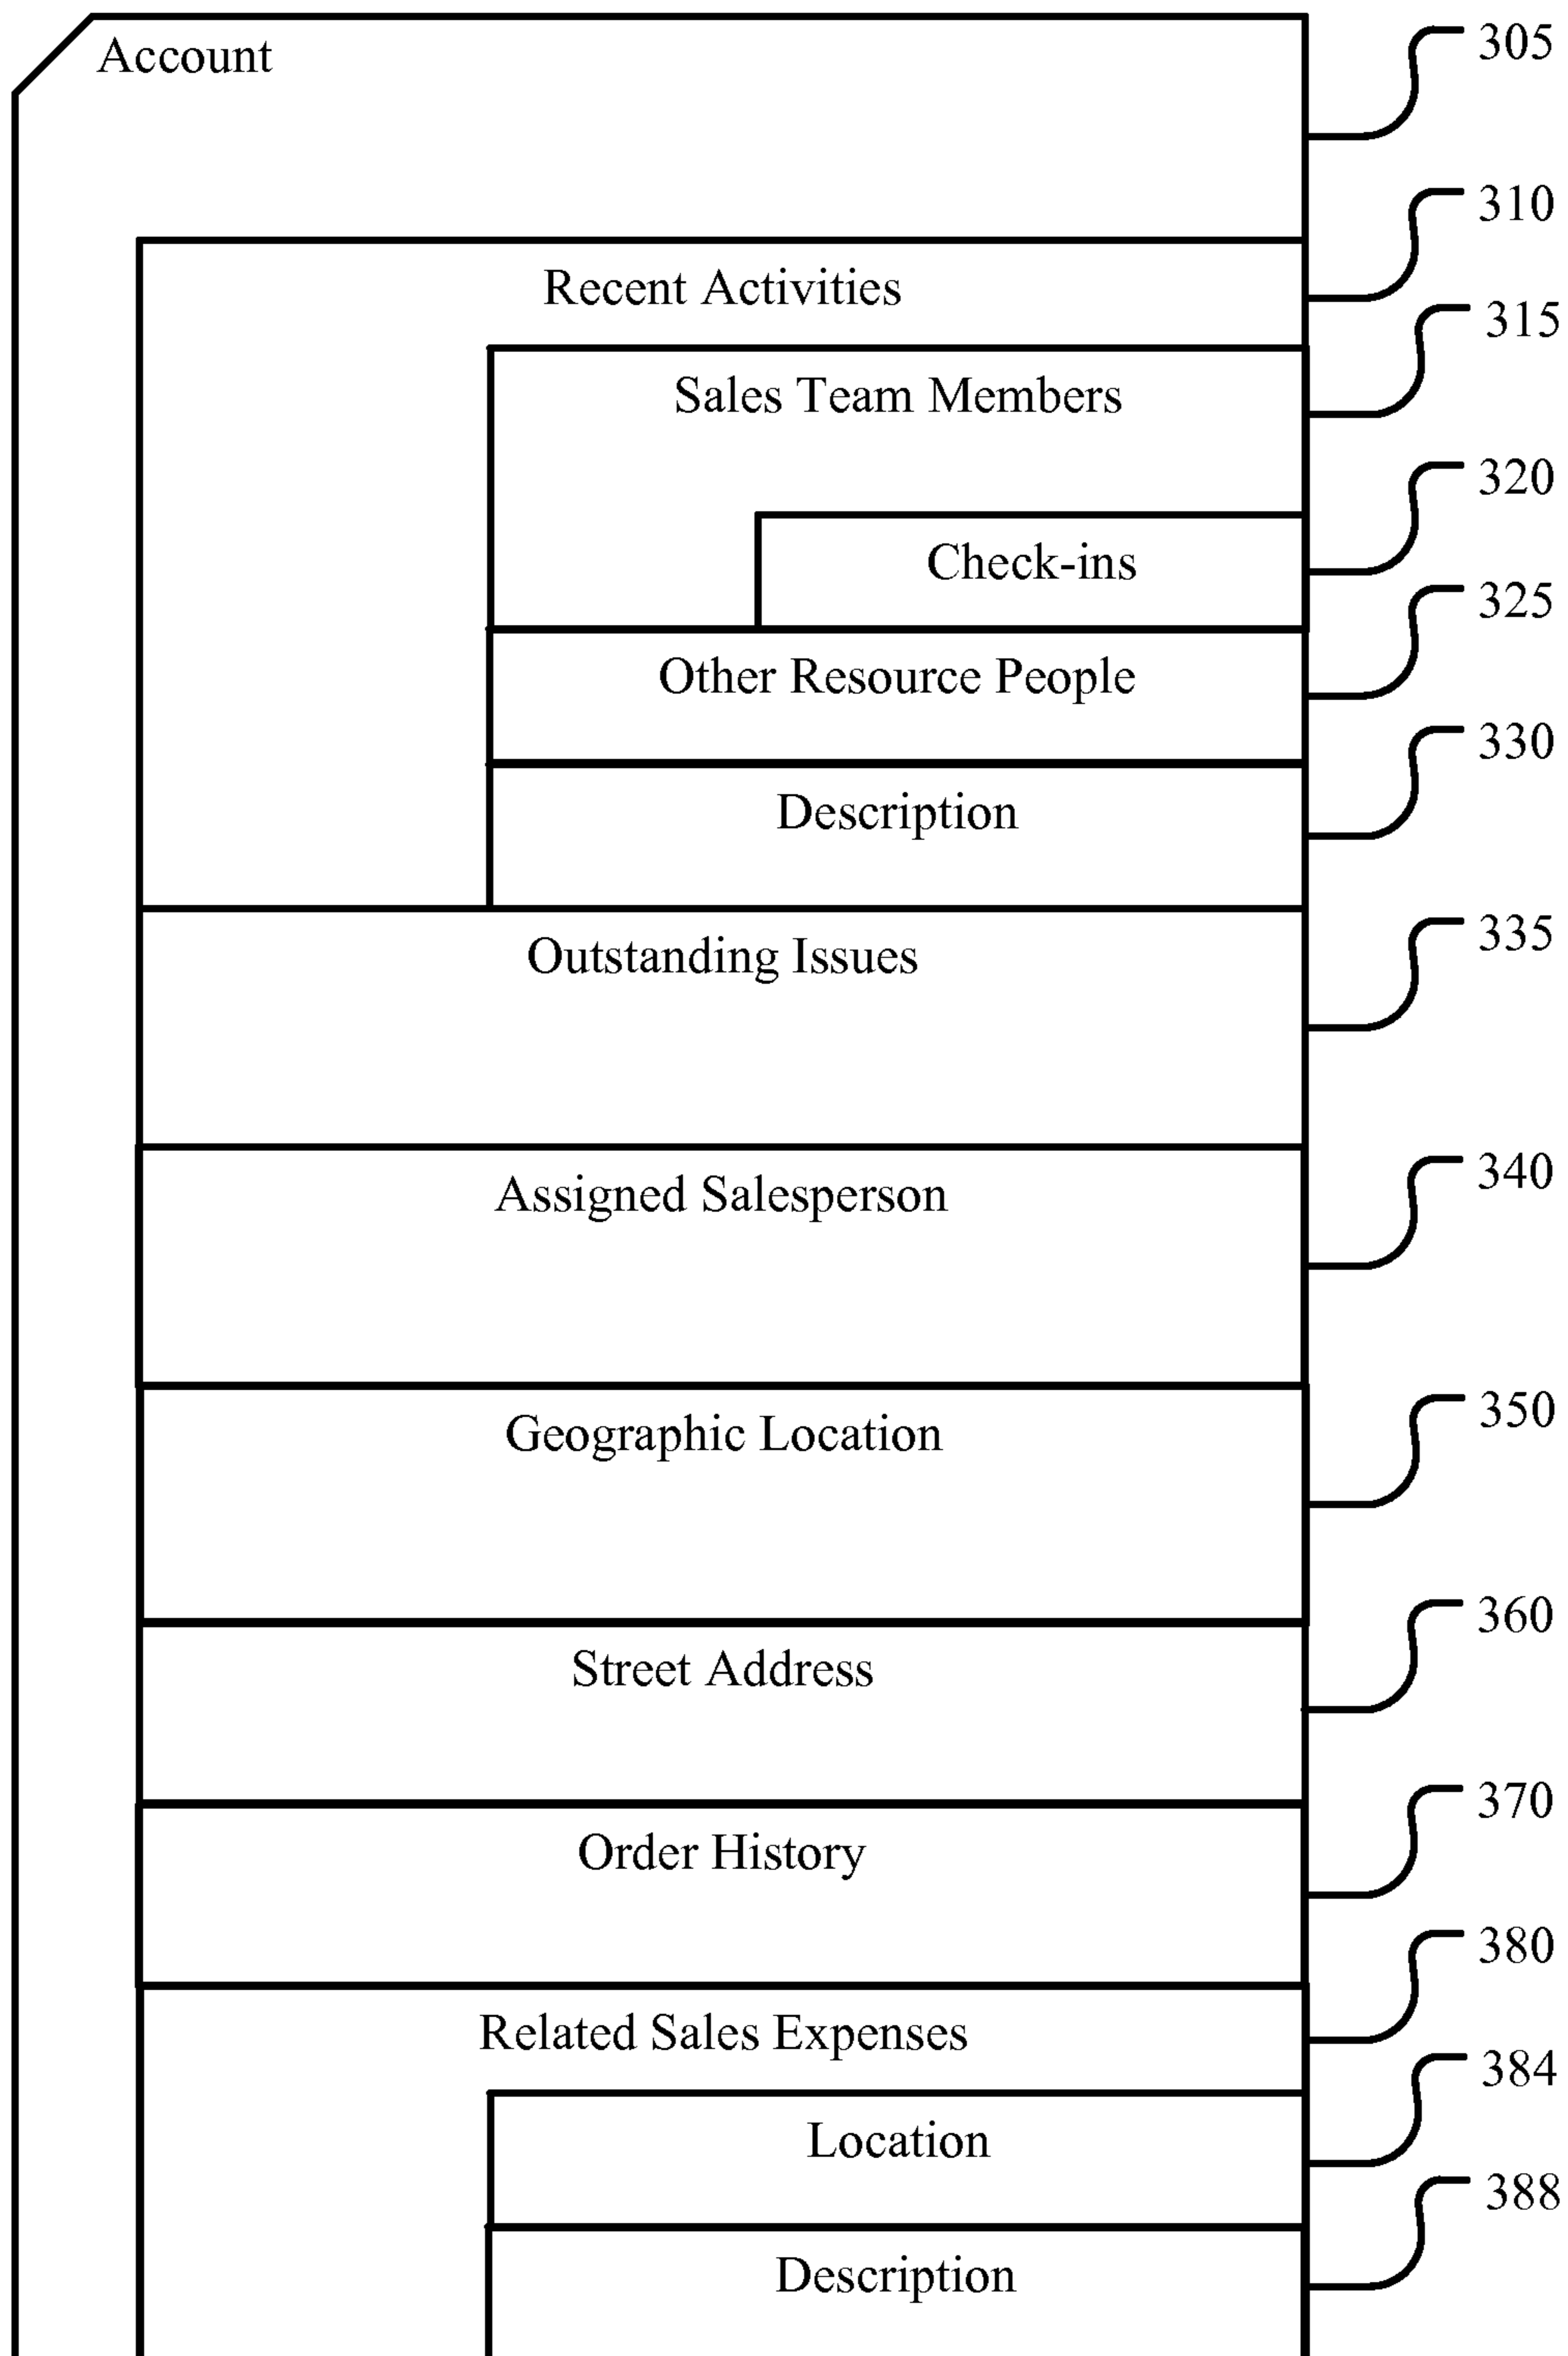 Account
305
310
Recent Activities
315
Sales Team Members
320
Check-ins
325
Other Resource People
330
Description
335
Outstanding Issues
340
Assigned Salesperson
350
Geographic Location
360
Street Address
370
Order History
380
Related Sales Expenses
384
Location
388
Description